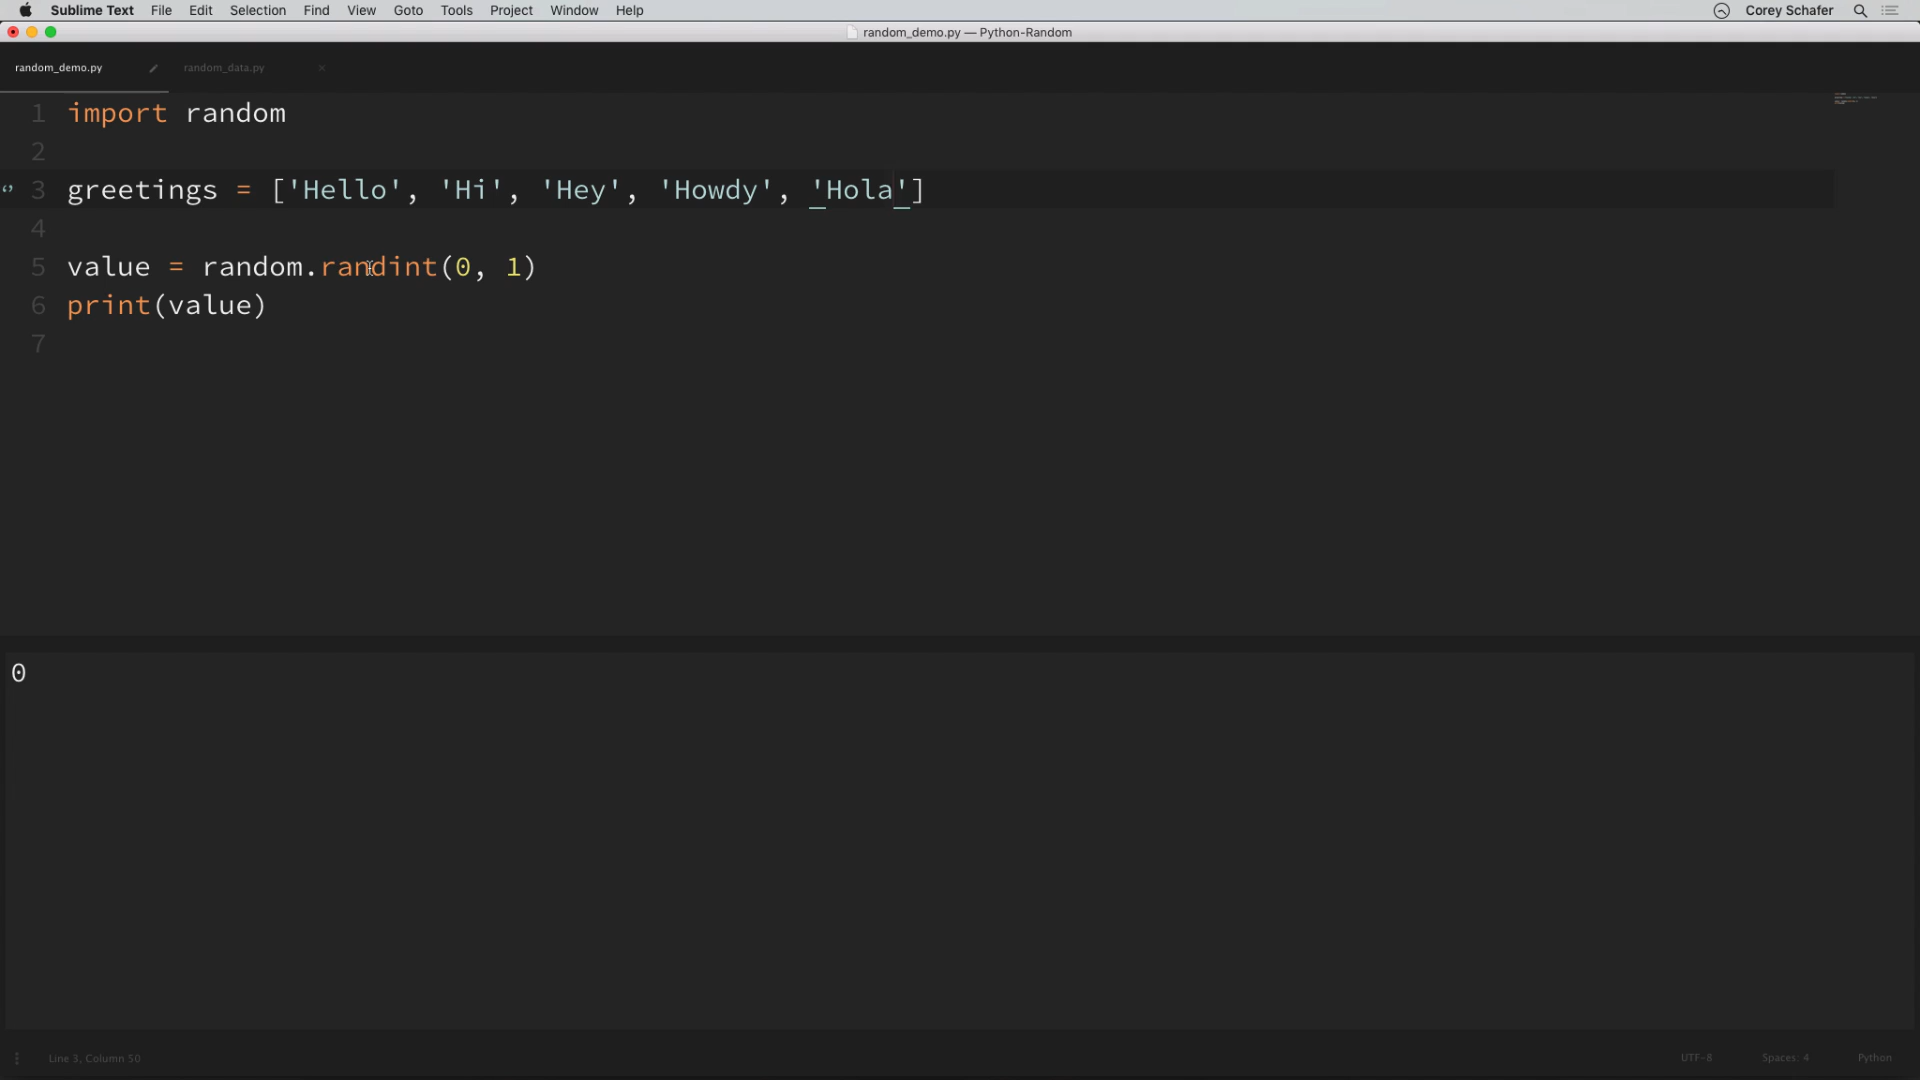 Sublime Text File Edit Selection Find View Goto Tools Project Window Help Corey Schafer
random_demo.py — Python-Random
random_demo.py random_data.py
1 import random
2
3 greetings = ['Hello', 'Hi', 'Hey', 'Howdy', 'Hola']
4
5 value = random.randint(0, 1)
6 print(value)
7
0
Line 3, Column 50 UTF-8 Spaces: 4 Python